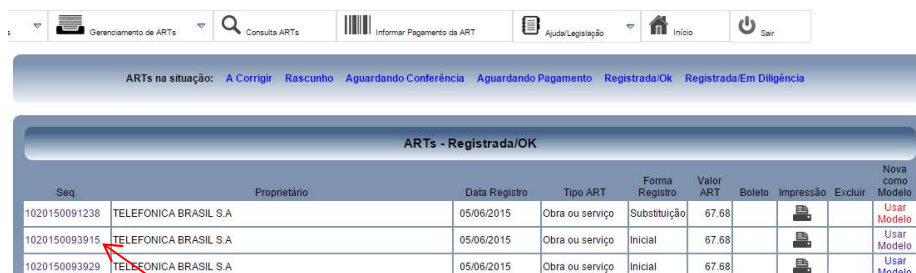 s Gerenciamento de ARTs Consulta ARTs Informar Pagamento da ART Ajuda/Legislação Início Sair
ARTs na situação: A Corrigir Rascunho Aguardando Conferência Aguardando Pagamento Registrada/Ok Registrada/Em Diligência
ARTs - Registrada/OK
Seq. Proprietário Data Registro Tipo ART Forma Registro Valor ART Boleto Impressão Excluir Nova como Modelo
1020150091238 TELEFONICA BRASIL S.A 05/06/2015 Obra ou serviço Substituição 67.68 Usar Modelo
1020150093915 TELEFONICA BRASIL S.A 05/06/2015 Obra ou serviço Inicial 67.68 Usar Modelo
1020150093929 TELEFONICA BRASIL S.A 05/06/2015 Obra ou serviço Inicial 67.68 Usar Modelo